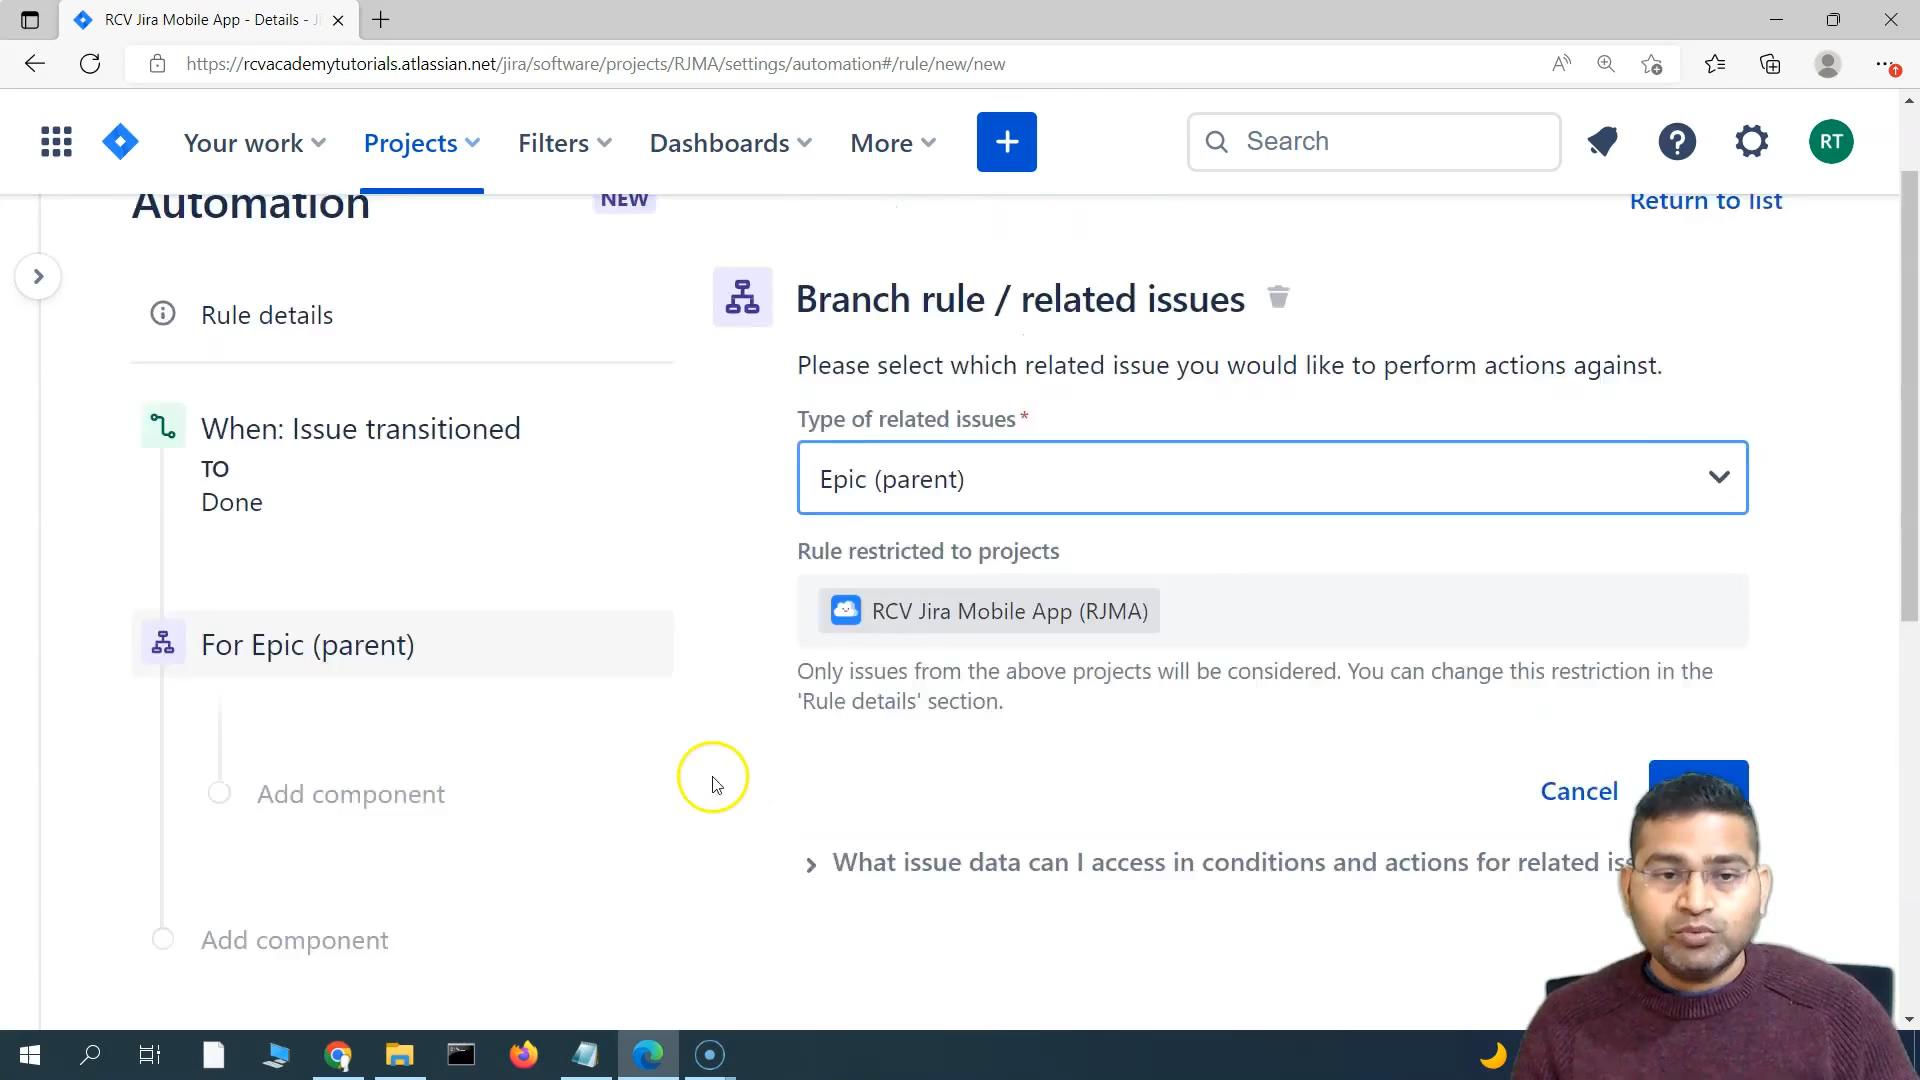 RCV Jira Mobile App - Details - Ji
https://rcvacademytutorials.atlassian.net/jira/software/projects/RJMA/settings/automation#/rule/new/new
Your work
Projects
Filters
Dashboards
More
Search
RT
Automation
NEW
Return to list
Rule details
Branch rule / related issues
Please select which related issue you would like to perform actions against.
Type of related issues*
Epic (parent)
When: Issue transitioned
TO
Done
Rule restricted to projects
RCV Jira Mobile App (RJMA)
For Epic (parent)
Only issues from the above projects will be considered. You can change this restriction in the
'Rule details' section.
Add component
Cancel
What issue data can I access in conditions and actions for related iss
Add component